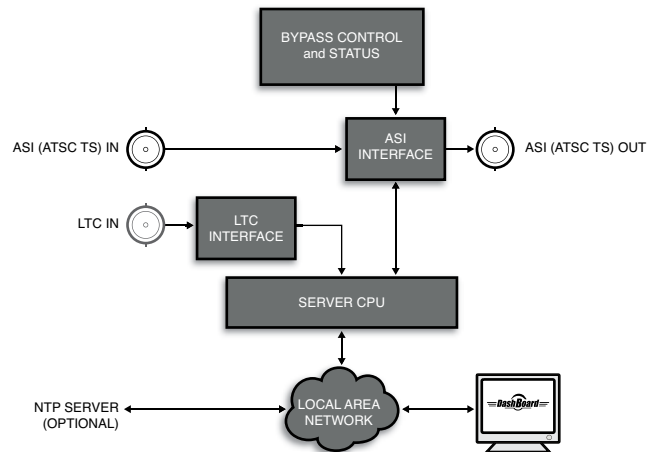 BYPASS CONTROL
and STATUS
ASI (ATSC TS) IN
ASI
INTERFACE
ASI (ATSC TS) OUT
LTC IN
LTC
INTERFACE
SERVER CPU
NTP SERVER
(OPTIONAL)
LOCAL AREA
NETWORK
DashBoard